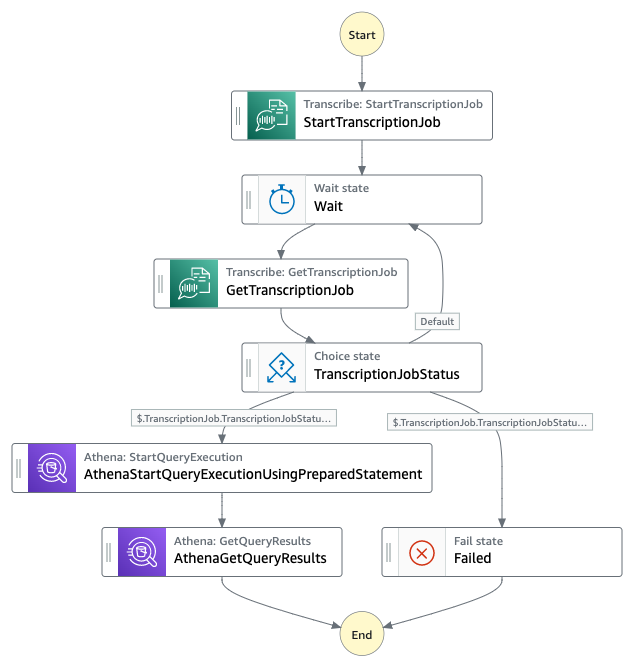 Start
Transcribe: StartTranscriptionJob
StartTranscriptionJob
Wait state
Wait
Transcribe: GetTranscriptionJob
GetTranscriptionJob
Default
Choice state
TranscriptionJobStatus
$.TranscriptionJob.TranscriptionJobStatu...
$.TranscriptionJob.TranscriptionJobStatu...
Athena: StartQueryExecution
AthenaStartQueryExecutionUsingPreparedStatement
Athena: GetQueryResults
AthenaGetQueryResults
Fail state
Failed
End